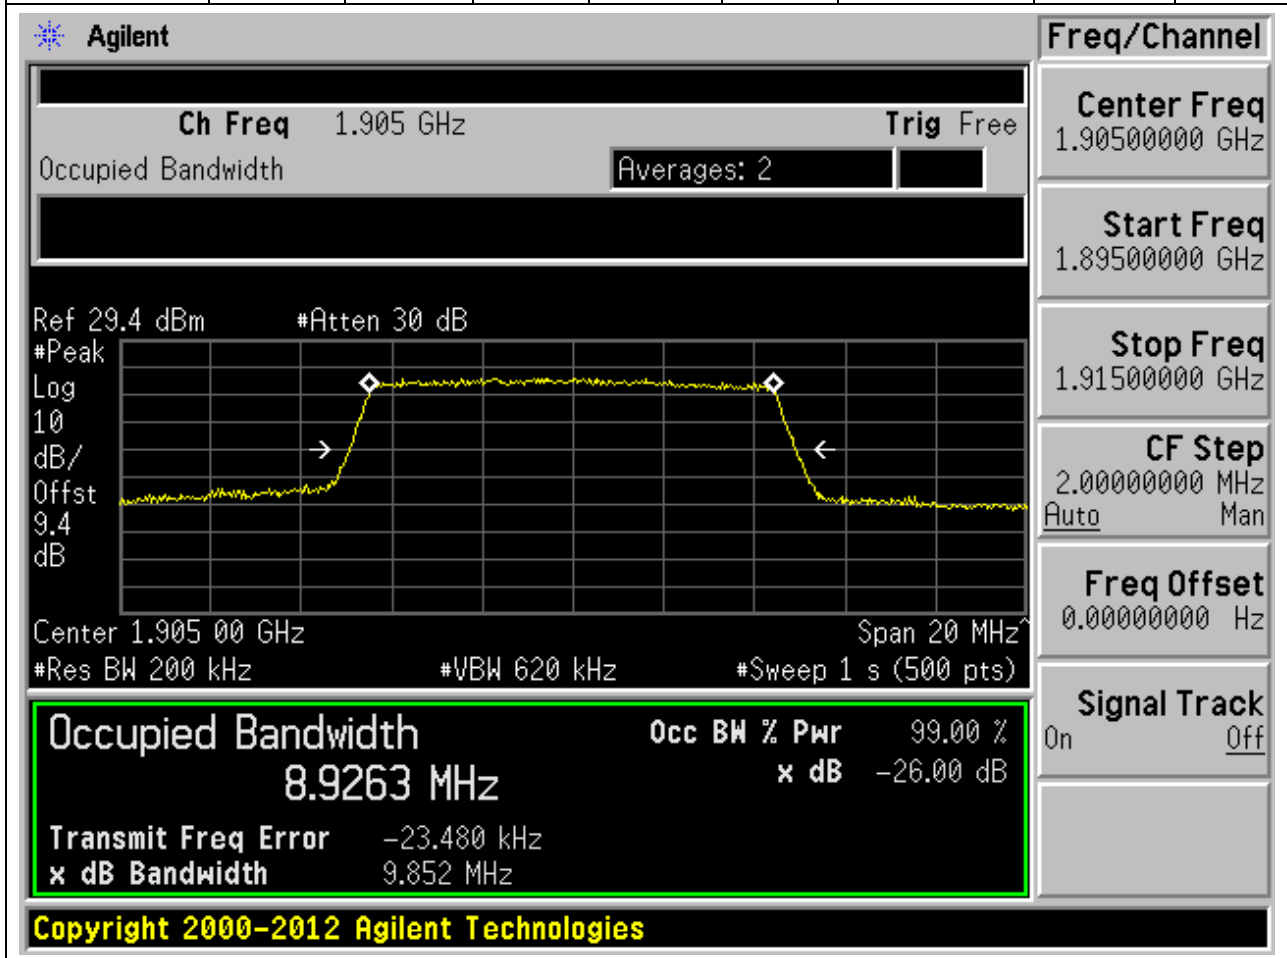 Agilent
Freq/Channel
Ch Freq 1.905 GHz Trig Free
Occupied Bandwidth Averages: 2
Center Freq
1.90500000 GHz
Start Freq
1.89500000 GHz
Stop Freq
1.91500000 GHz
CF Step
2.00000000 MHz
Auto Man
Freq Offset
0.00000000 Hz
Signal Track
On Off
Ref 29.4 dBm #Atten 30 dB
#Peak
Log
10
dB/
Offst
9.4
dB
Center 1.905 00 GHz Span 20 MHz^
#Res BW 200 kHz #VBW 620 kHz #Sweep 1 s (500 pts)
Occupied Bandwidth Occ BW % Pwr 99.00 %
8.9263 MHz x dB -26.00 dB
Transmit Freq Error -23.480 kHz
x dB Bandwidth 9.852 MHz
Copyright 2000-2012 Agilent Technologies